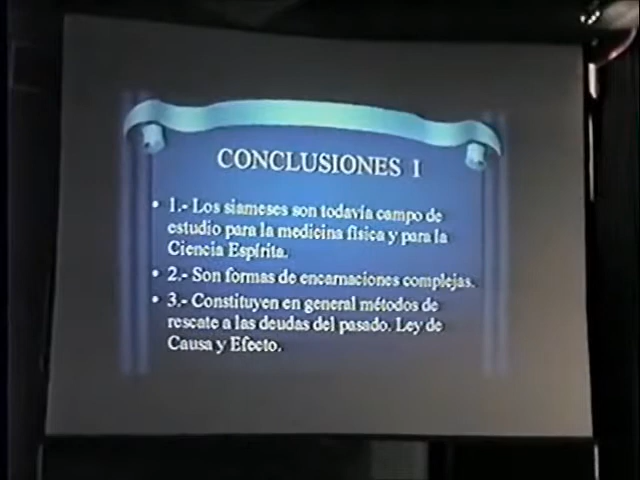 CONCLUSIONES I
• 1.- Los siameses son todavía campo de
estudio para la medicina física y para la
Ciencia Espírita.
• 2.- Son formas de encarnaciones complejas.
• 3.- Constituyen en general métodos de
rescate a las deudas del pasado. Ley de
Causa y Efecto.